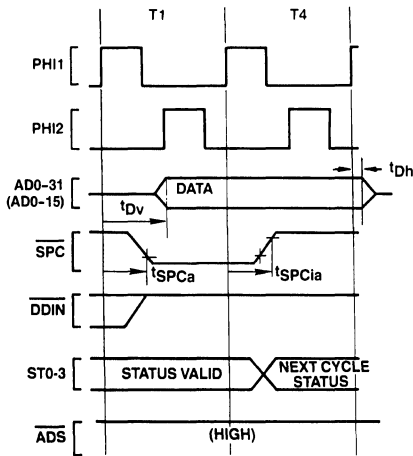 T1 T4
PHI1
PHI2
tDh
AD0-31 DATA
(AD0-15)
tDv
SPC
tSPCa tSPCia
DDIN
ST0-3 STATUS VALID NEXT CYCLE
STATUS
ADS (HIGH)